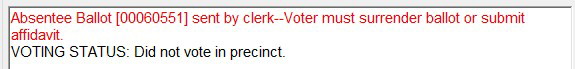 Absentee Ballot [00060551] sent by clerk--Voter must surrender ballot or submit
affidavit.
VOTING STATUS: Did not vote in precinct.